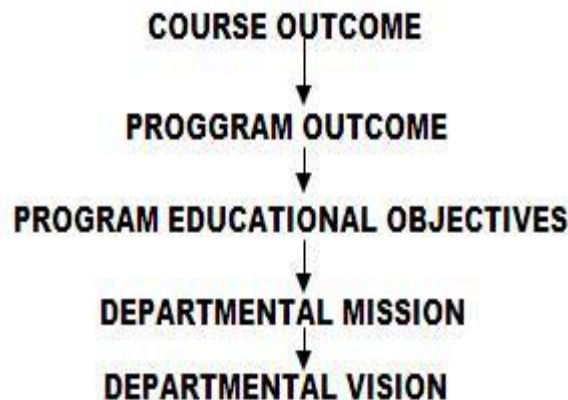 COURSE OUTCOME
PROGGRAM OUTCOME
PROGRAM EDUCATIONAL OBJECTIVES
DEPARTMENTAL MISSION
DEPARTMENTAL VISION